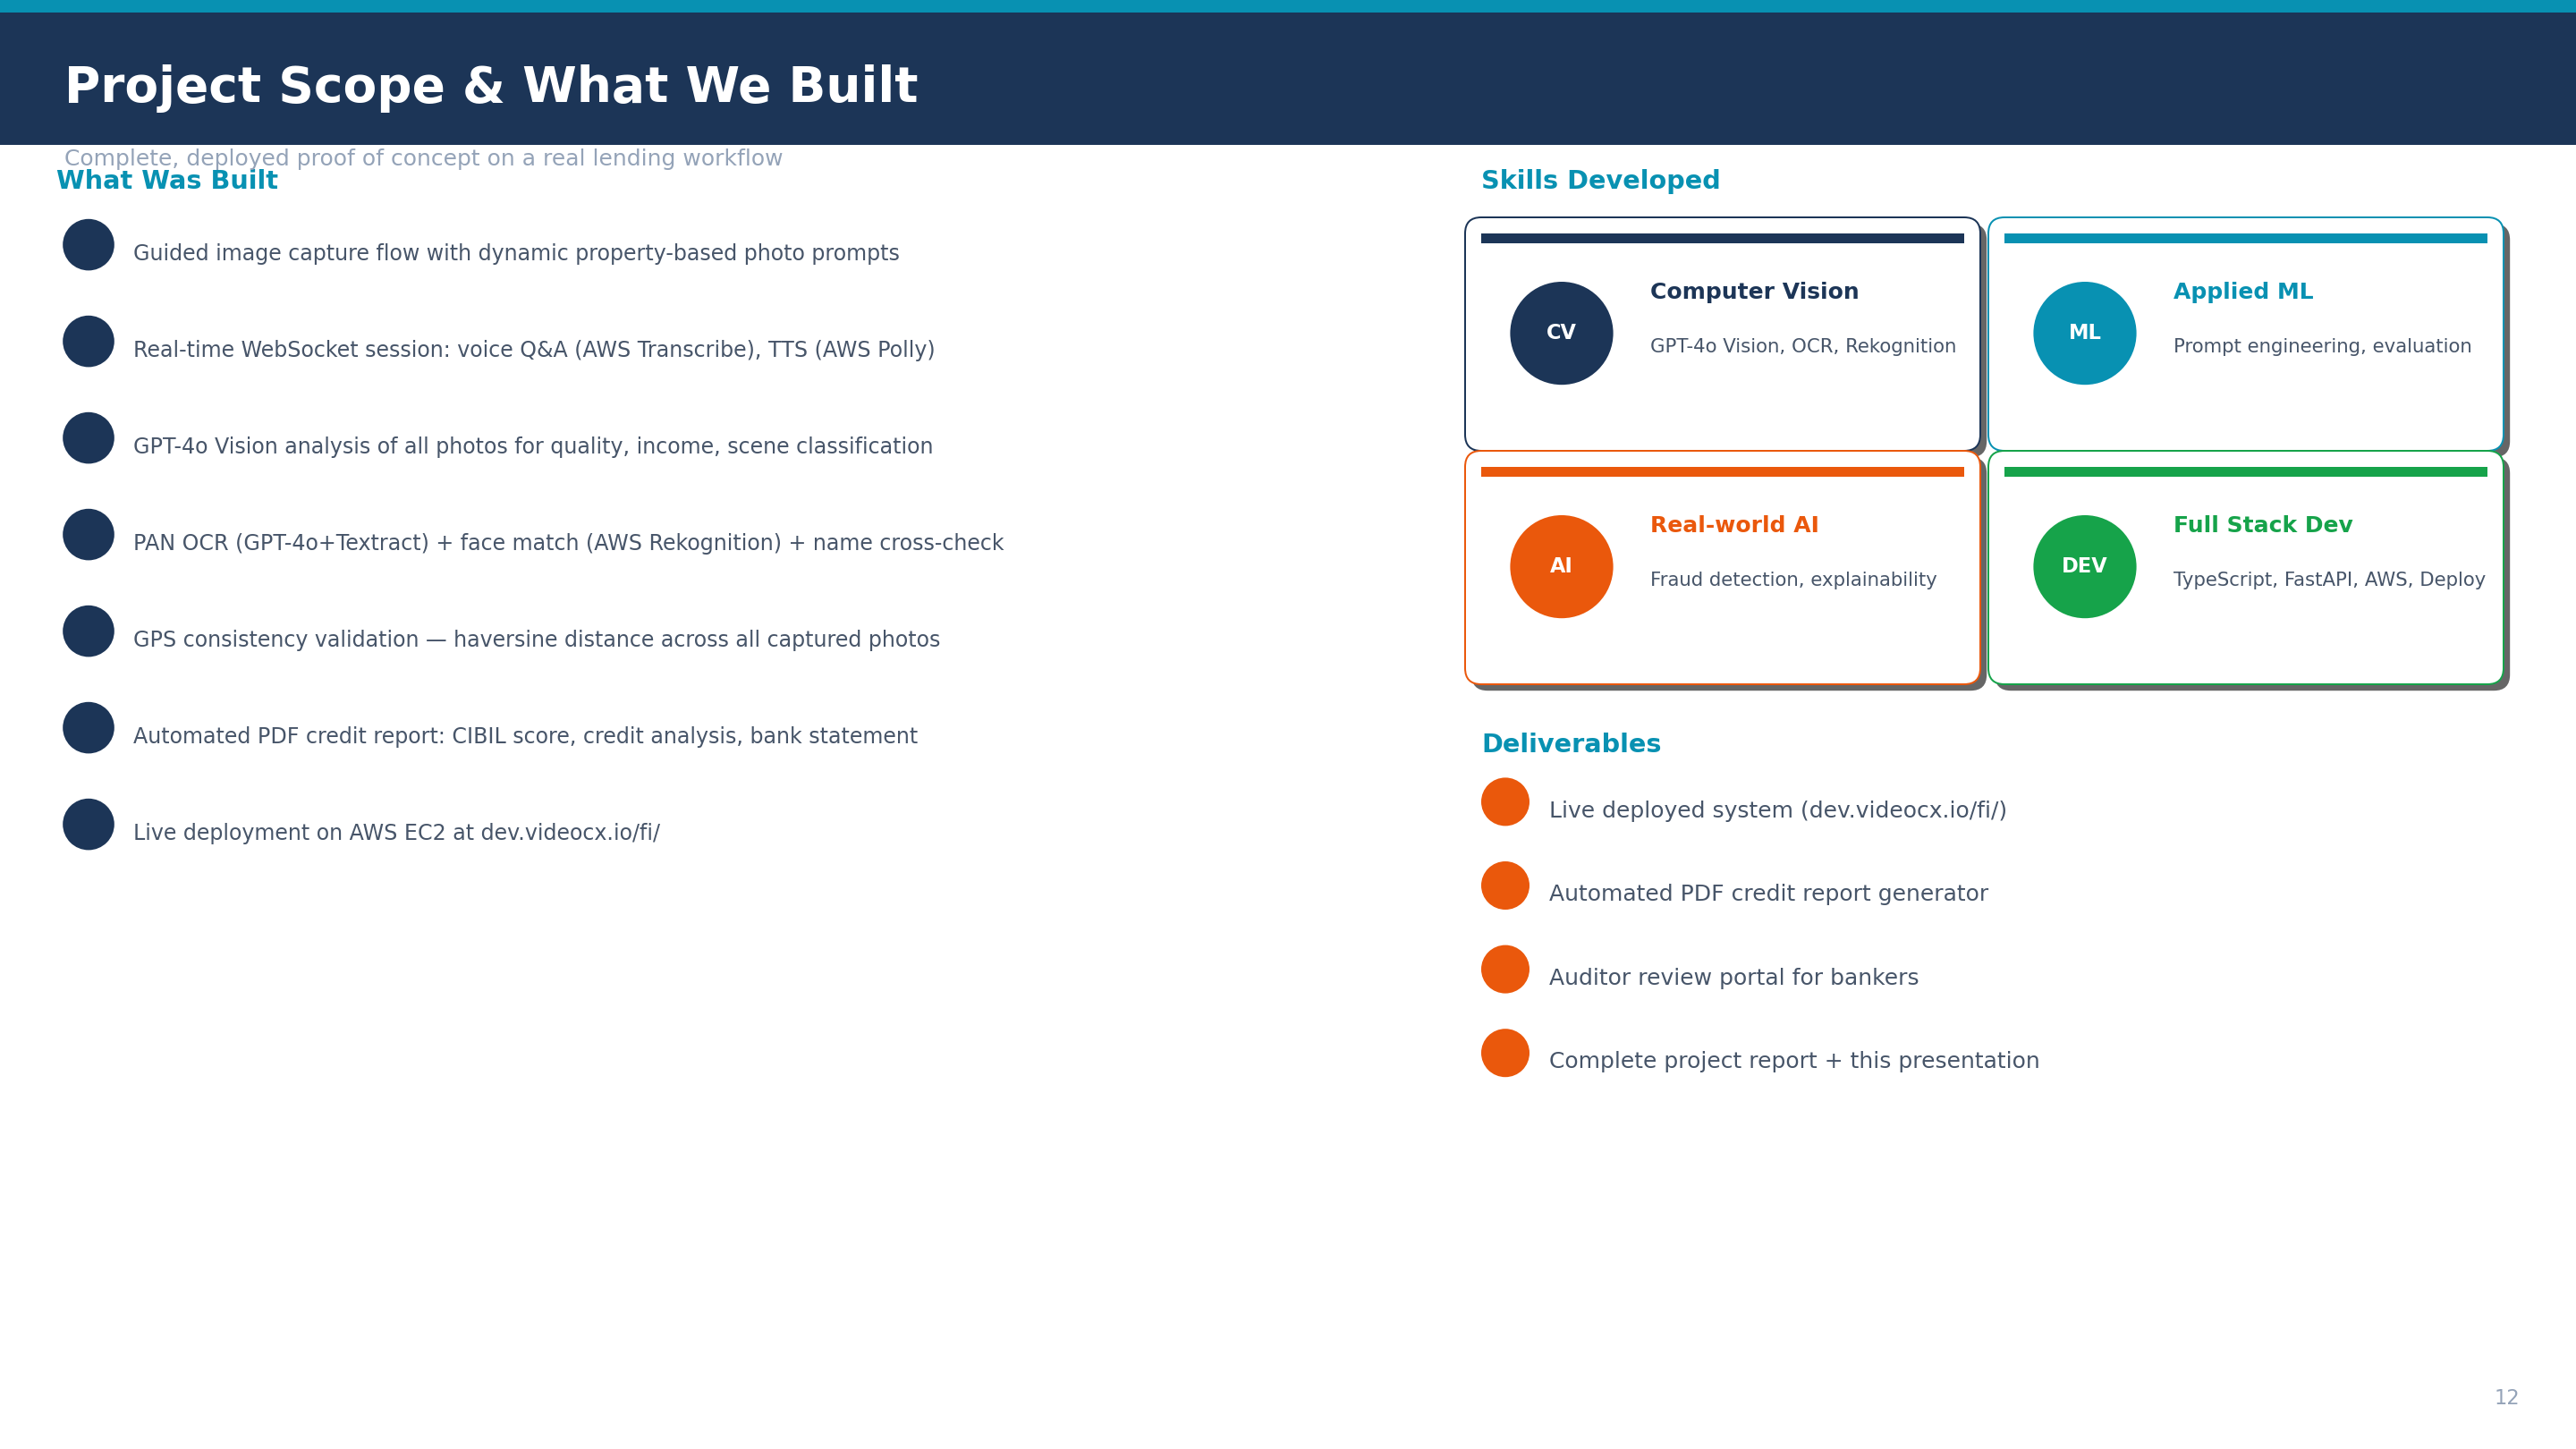 Project Scope & What We Built
Complete, deployed proof of concept on a real lending workflow
What Was Built
Guided image capture flow with dynamic property-based photo prompts
Real-time WebSocket session: voice Q&A (AWS Transcribe), TTS (AWS Polly)
GPT-4o Vision analysis of all photos for quality, income, scene classification
PAN OCR (GPT-4o+Textract) + face match (AWS Rekognition) + name cross-check
GPS consistency validation — haversine distance across all captured photos
Automated PDF credit report: CIBIL score, credit analysis, bank statement
Live deployment on AWS EC2 at dev.videocx.io/fi/
Skills Developed
CV
Computer Vision
GPT-4o Vision, OCR, Rekognition
ML
Applied ML
Prompt engineering, evaluation
AI
Real-world AI
Fraud detection, explainability
DEV
Full Stack Dev
TypeScript, FastAPI, AWS, Deploy
Deliverables
Live deployed system (dev.videocx.io/fi/)
Automated PDF credit report generator
Auditor review portal for bankers
Complete project report + this presentation
12